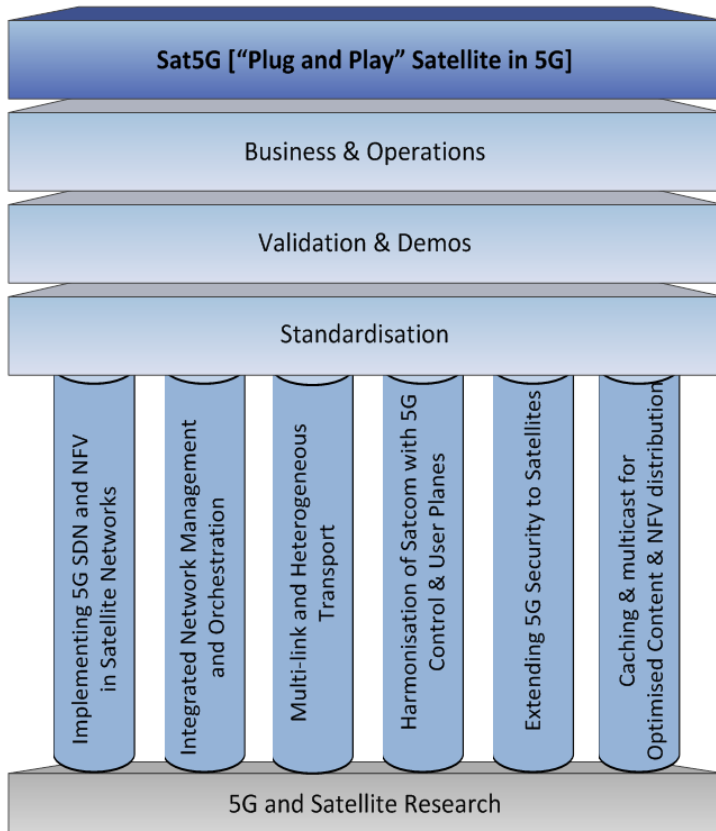 Sat5G [“Plug and Play” Satellite in 5G]
Business & Operations
Validation & Demos
Standardisation
Implementing 5G SDN and NFV
in Satellite Networks
Integrated Network Management
and Orchestration
Multi-link and Heterogeneous
Transport
Harmonisation of Satcom with 5G
Control & User Planes
Extending 5G Security to Satellites
Caching & multicast for
Optimised Content & NFV distribution
5G and Satellite Research